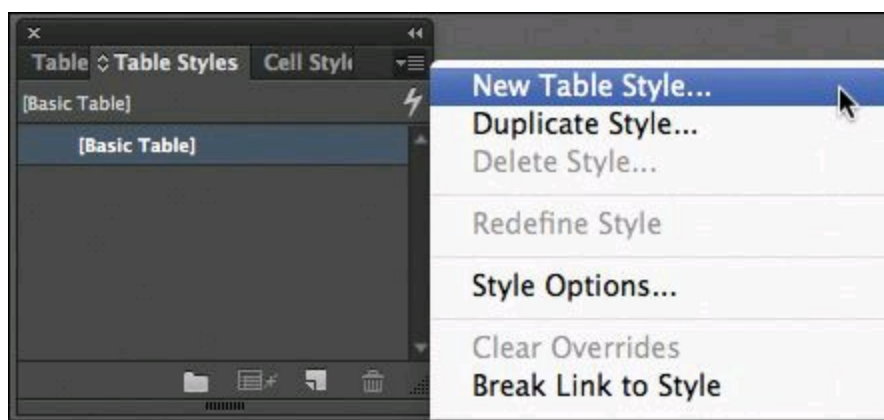 Table Table Styles Cell Style
[Basic Table]
[Basic Table]
New Table Style...
Duplicate Style...
Delete Style...
Redefine Style
Style Options...
Clear Overrides
Break Link to Style